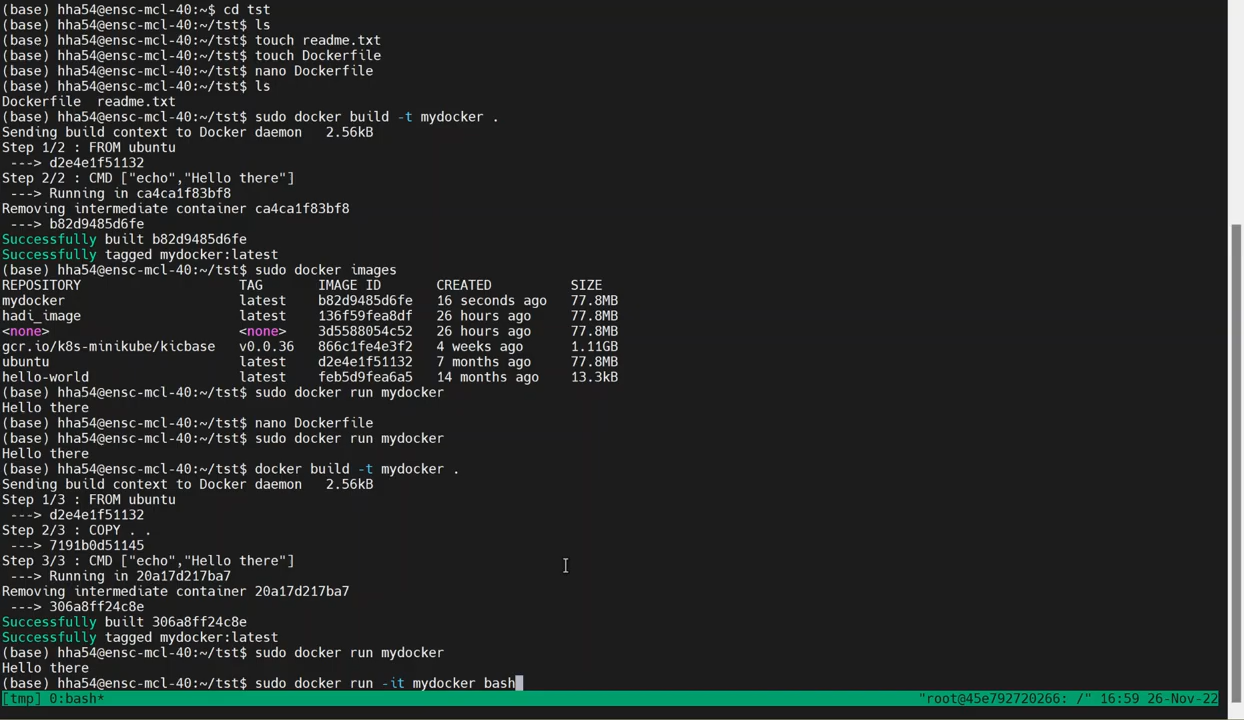 (base) hha54@ensc-mcl-40:~$ cd tst
(base) hha54@ensc-mcl-40:~/tst$ ls
(base) hha54@ensc-mcl-40:~/tst$ touch readme.txt
(base) hha54@ensc-mcl-40:~/tst$ touch Dockerfile
(base) hha54@ensc-mcl-40:~/tst$ nano Dockerfile
(base) hha54@ensc-mcl-40:~/tst$ ls
Dockerfile  readme.txt
(base) hha54@ensc-mcl-40:~/tst$ sudo docker build -t mydocker .
Sending build context to Docker daemon   2.56kB
Step 1/2 : FROM ubuntu
 ---> d2e4e1f51132
Step 2/2 : CMD ["echo","Hello there"]
 ---> Running in ca4ca1f83bf8
Removing intermediate container ca4ca1f83bf8
 ---> b82d9485d6fe
Successfully built b82d9485d6fe
Successfully tagged mydocker:latest
(base) hha54@ensc-mcl-40:~/tst$ sudo docker images
REPOSITORY                    TAG       IMAGE ID       CREATED          SIZE
mydocker                      latest    b82d9485d6fe   16 seconds ago   77.8MB
hadi_image                    latest    136f59fea8df   26 hours ago     77.8MB
<none>                        <none>    3d5588054c52   26 hours ago     77.8MB
gcr.io/k8s-minikube/kicbase   v0.0.36   866c1fe4e3f2   4 weeks ago      1.11GB
ubuntu                        latest    d2e4e1f51132   7 months ago     77.8MB
hello-world                   latest    feb5d9fea6a5   14 months ago    13.3kB
(base) hha54@ensc-mcl-40:~/tst$ sudo docker run mydocker
Hello there
(base) hha54@ensc-mcl-40:~/tst$ nano Dockerfile
(base) hha54@ensc-mcl-40:~/tst$ sudo docker run mydocker
Hello there
(base) hha54@ensc-mcl-40:~/tst$ docker build -t mydocker .
Sending build context to Docker daemon   2.56kB
Step 1/3 : FROM ubuntu
 ---> d2e4e1f51132
Step 2/3 : COPY . .
 ---> 7191b0d51145
Step 3/3 : CMD ["echo","Hello there"]
 ---> Running in 20a17d217ba7
Removing intermediate container 20a17d217ba7
 ---> 306a8ff24c8e
Successfully built 306a8ff24c8e
Successfully tagged mydocker:latest
(base) hha54@ensc-mcl-40:~/tst$ sudo docker run mydocker
Hello there
(base) hha54@ensc-mcl-40:~/tst$ sudo docker run -it mydocker bash
[tmp] 0:bash* "root@45e792720266: /" 16:59 26-Nov-22